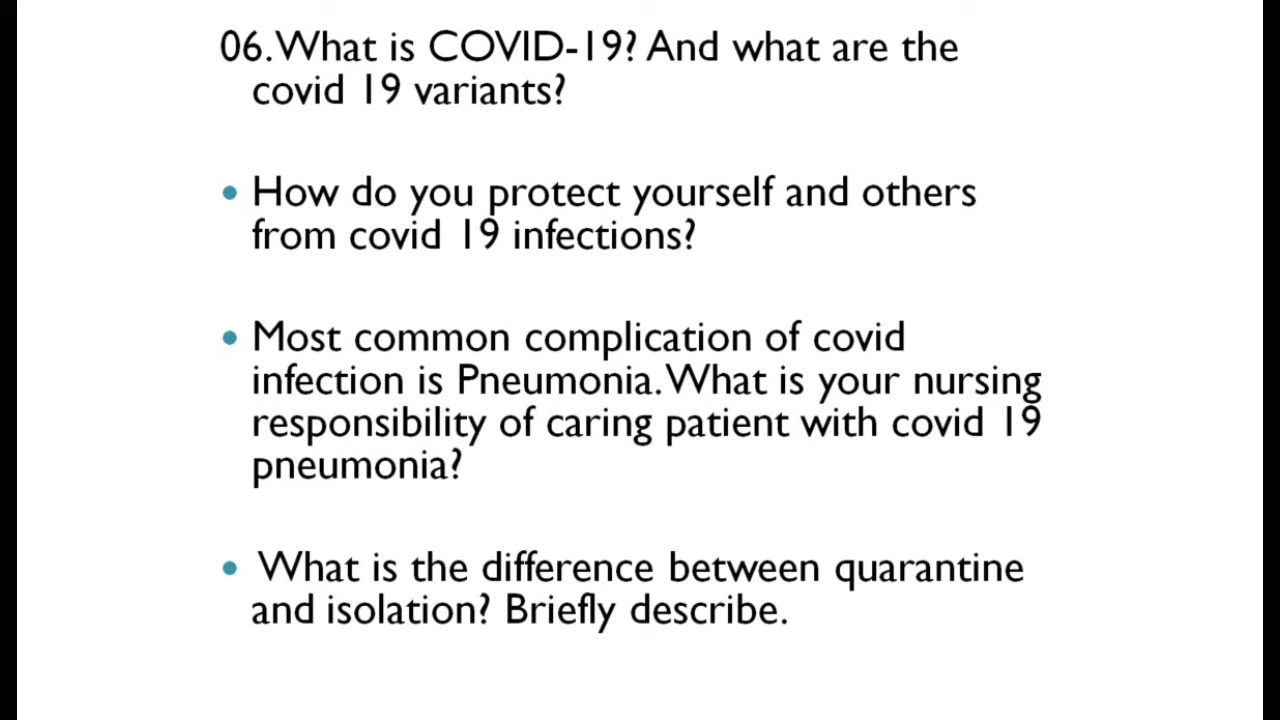 06. What is COVID-19? And what are the
covid 19 variants?
• How do you protect yourself and others
from covid 19 infections?
• Most common complication of covid
infection is Pneumonia. What is your nursing
responsibility of caring patient with covid 19
pneumonia?
• What is the difference between quarantine
and isolation? Briefly describe.